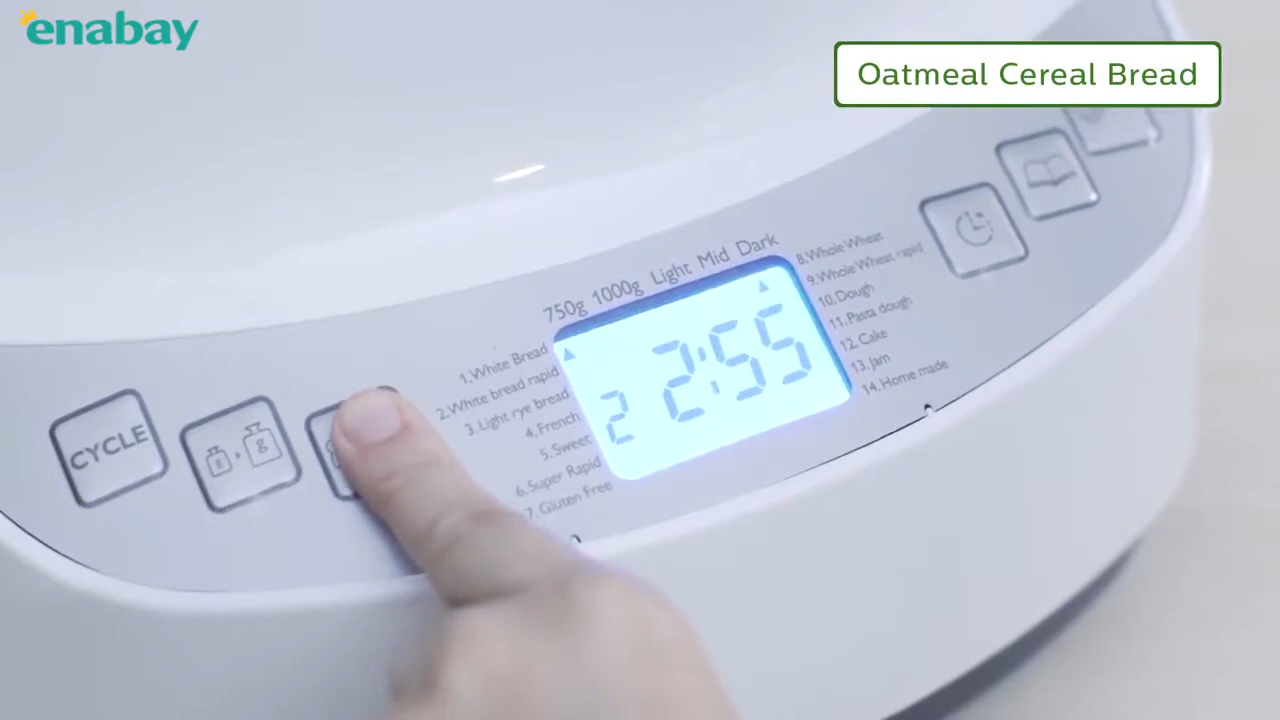 enabay
Oatmeal Cereal Bread
750g 1000g Light Mid Dark
1.White Bread
2.White bread rapid
3.Light rye bread
4.French
5.Sweet
6.Super Rapid
7.Gluten Free
2 2:55
8.Whole Wheat
9.Whole Wheat rapid
10.Dough
11.Pasta dough
12.Cake
13.Jam
14.Home made
CYCLE
g
g